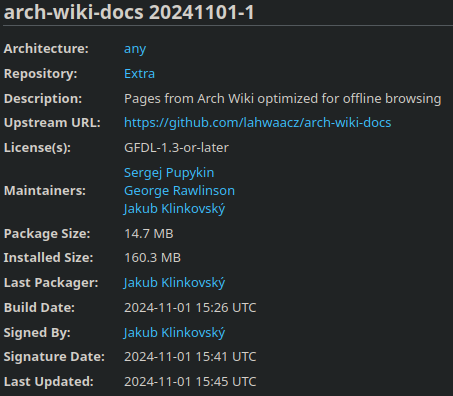 arch-wiki-docs 20241101-1
Architecture: any
Repository: Extra
Description: Pages from Arch Wiki optimized for offline browsing
Upstream URL: https://github.com/lahwaacz/arch-wiki-docs
License(s): GFDL-1.3-or-later
Maintainers: Sergej Pupykin
George Rawlinson
Jakub Klinkovský
Package Size: 14.7 MB
Installed Size: 160.3 MB
Last Packager: Jakub Klinkovský
Build Date: 2024-11-01 15:26 UTC
Signed By: Jakub Klinkovský
Signature Date: 2024-11-01 15:41 UTC
Last Updated: 2024-11-01 15:45 UTC